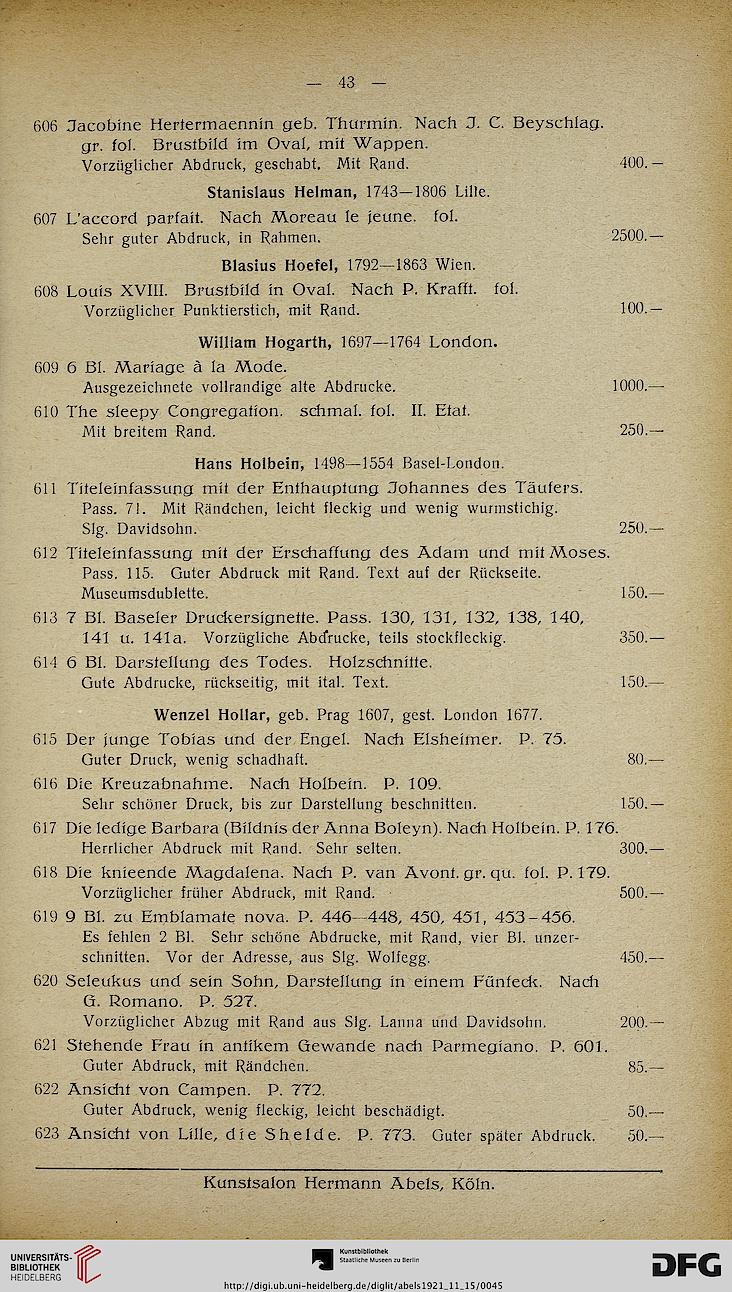 — 43 —
606 Jacobine Hertermaennin geb. Thurmin. Nach J. C. Beyschlag.
gr. fol. Brustbild im Oval, mit Wappen.
Vorzüglicher Abdruck, geschabt. Mit Rand. 400.—
Stanislaus Helman, 1743—1806 Lille.
607 L'accord parfait. Nach Moreau le jeune. fol.
Sehr guter Abdruck, in Rahmen. 2500.—
Blasius Hoefel, 1792—1863 Wien.
608 Louis XVIII. Brustbild in Oval. Nach P. Krafft. fol.
Vorzüglicher Punktierstich, mit Rand. 100.—
William Hogarth, 1697—1764 London.
609 6 Bl. Mariage à la Mode.
Ausgezeichnete vollrandige alte Abdrucke. 1000.—
610 The sleepy Congregation. schmal. fol. II. Etat.
Mit breitem Rand. 250.—
Hans Holbein, 1498—1554 Basel-London.
611 Titeleinfassung mit der Enthauptung Johannes des Täufers.
Pass. 71. Mit Rändchen, leicht fleckig und wenig wurmstichig.
Slg. Davidsohn. 250.—
612 Titeleinfassung mit der Erschaffung des Adam und mit Moses.
Pass. 115. Guter Abdruck mit Rand. Text auf der Rückseite.
Museumsdublette. 150.—
613 7 Bl. Baseler Druckersignette. Pass. 130, 131, 132, 138, 140,
141 u. 141a. Vorzügliche Abdrucke, teils stockfleckig. 350.—
614 6 Bl. Darstellung des Todes. Holzschnitte.
Gute Abdrucke, rückseitig, mit ital. Text. 150.—
Wenzel Hollar, geb. Prag 1607, gest. London 1677.
615 Der junge Tobias und der Engel. Nach Elsheimer. P. 75.
Guter Druck, wenig schadhaft. 80.—
616 Die Kreuzabnahme. Nach Holbein. P. 109.
Sehr schöner Druck, bis zur Darstellung beschnitten. 150.—
617 Die ledige Barbara (Bildnis der Anna Boleyn). Nach Holbein. P. 176.
Herrlicher Abdruck mit Rand. Sehr selten. 300.—
618 Die knieende Magdalena. Nach P. van Avont. gr. qu. fol. P. 179.
Vorzüglicher früher Abdruck, mit Rand. 500.—
619 9 Bl. zu Emblamate nova. P. 446—448, 450, 451, 453-456.
Es fehlen 2 Bl. Sehr schöne Abdrucke, mit Rand, vier Bl. unzer-
schnitten. Vor der Adresse, aus Slg. Wolfegg. 450.—
620 Seleukus und sein Sohn, Darstellung in einem Fünfeck. Nach
G. Romano. P. 527.
Vorzüglicher Abzug mit Rand aus Slg. Lanna und Davidsohn. 200.—
621 Stehende Frau in antikem Gewande nach Parmegiano. P. 601.
Guter Abdruck, mit Rändchen. 85.—
622 Ansicht von Campen. P. 772.
Guter Abdruck, wenig fleckig, leicht beschädigt. 50.—
623 Ansicht von Lille, die Shelde. P. 773. Guter später Abdruck. 50.—
Kunstsalon Hermann Abels, Köln.
UNIVERSITÄTS-
BIBLIOTHEK
HEIDELBERG
Kunstbibliothek
Staatliche Museen zu Berlin
DFG
http://digi.ub.uni-heidelberg.de/diglit/abels1921_11_15/0045